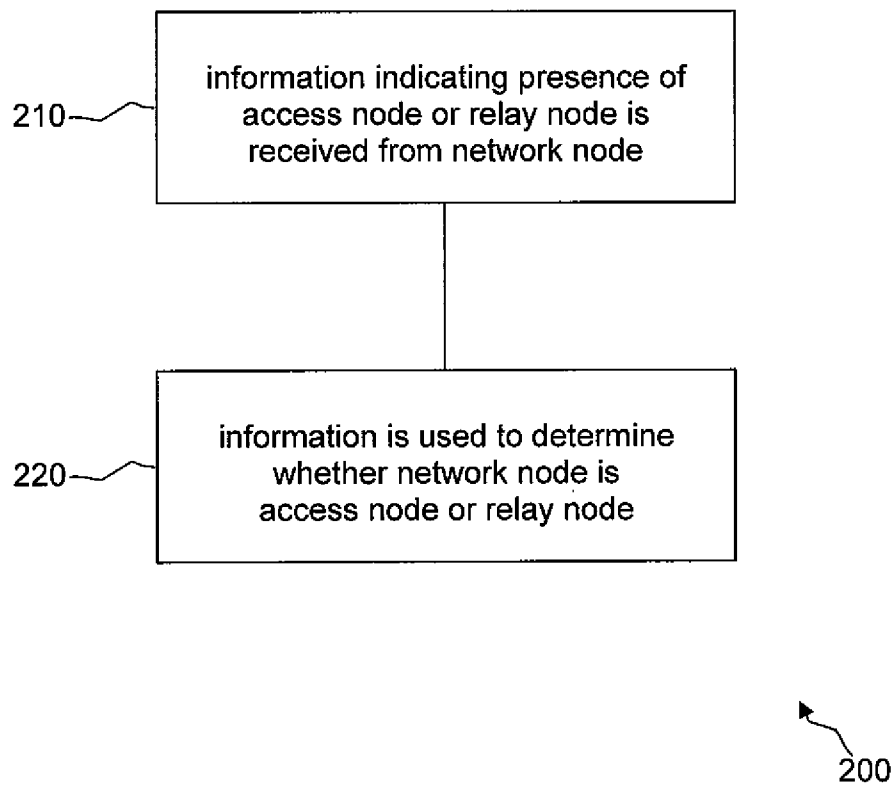 information indicating presence of
210
access node or relay node is
received from network node
information is used to determine
220
whether network node is
access node or relay node
200